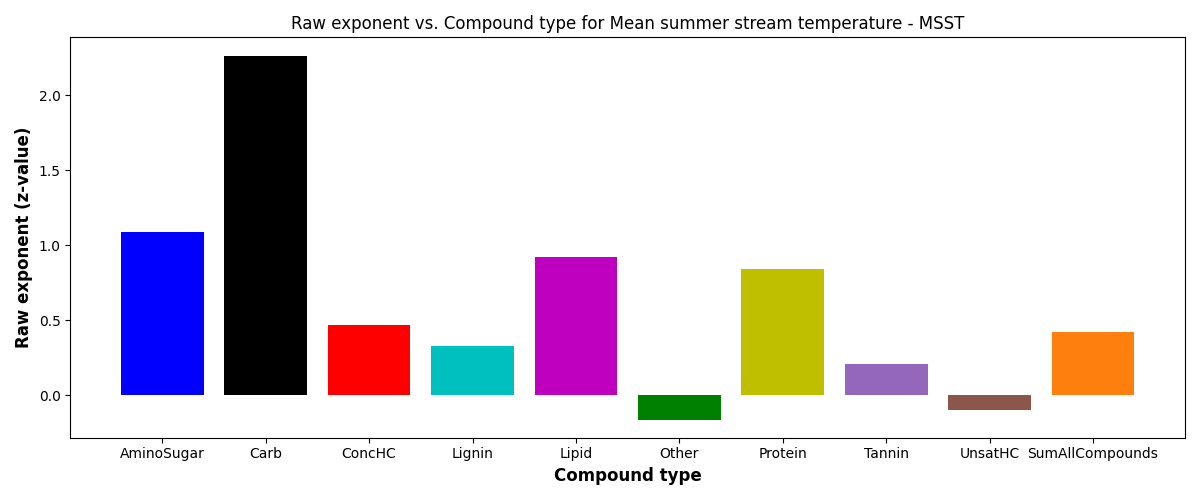 Raw exponent vs. Compound type for Mean summer stream temperature - MSST
Raw exponent (z-value)
2.0
1.5
1.0
0.5
0.0
AminoSugar Carb ConcHC Lignin Lipid Other Protein Tannin UnsatHC SumAllCompounds
Compound type